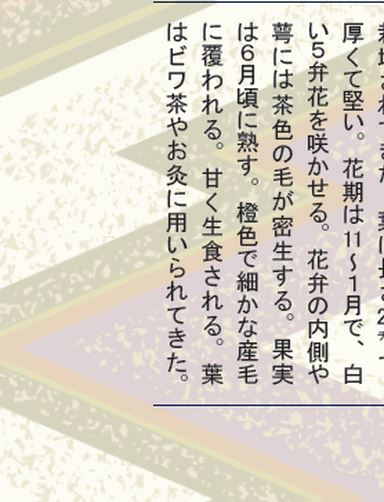 厚くて堅い。花期は11〜1月で、白
い5弁花を咲かせる。花弁の内側や
萼には茶色の毛が密生する。果実
は6月頃に熟す。橙色で細かな産毛
に覆われる。甘く生食される。葉
はビワ茶やお灸に用いられてきた。